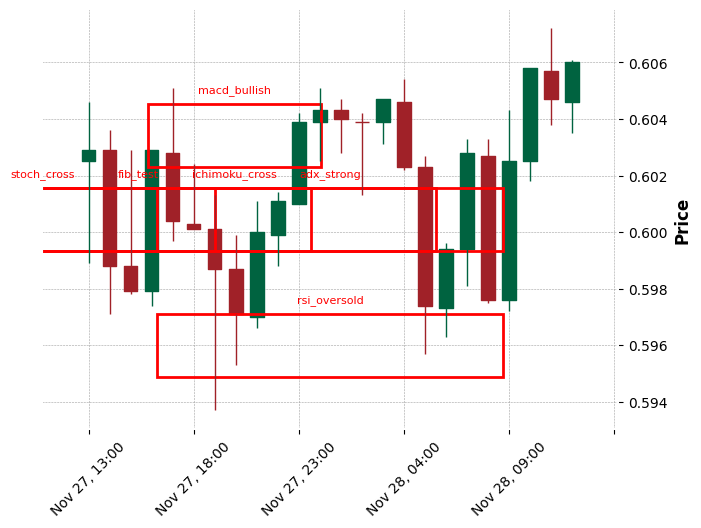 macd_bullish
stoch_cross
ichimoku_cross
rsi_oversold
0.606
0.604
0.602
0.600
0.598
0.596
0.594
Price
Nov 27, 13:00
Nov 27, 18:00
Nov 27, 23:00
Nov 28, 04:00
Nov 28, 09:00